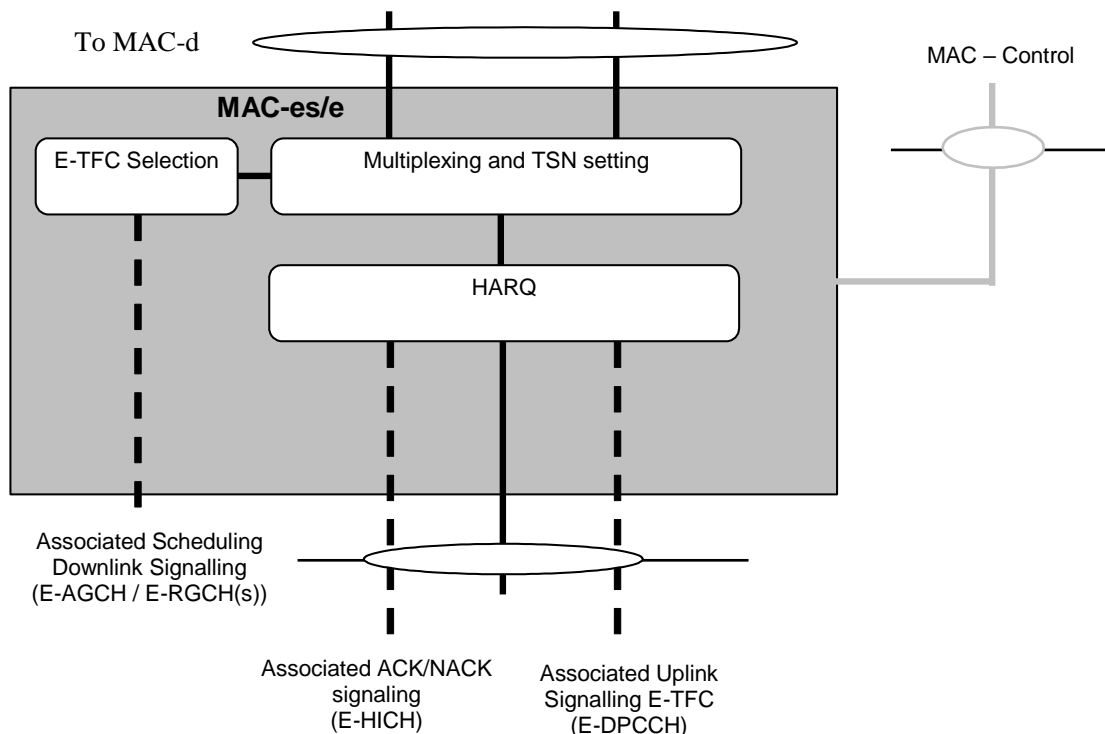 To MAC-d
MAC – Control
MAC-es/e
E-TFC Selection
Multiplexing and TSN setting
HARQ
Associated Scheduling
Downlink Signalling
(E-AGCH / E-RGCH(s))
Associated ACK/NACK
signaling
(E-HICH)
Associated Uplink
Signalling E-TFC
(E-DPCCH)